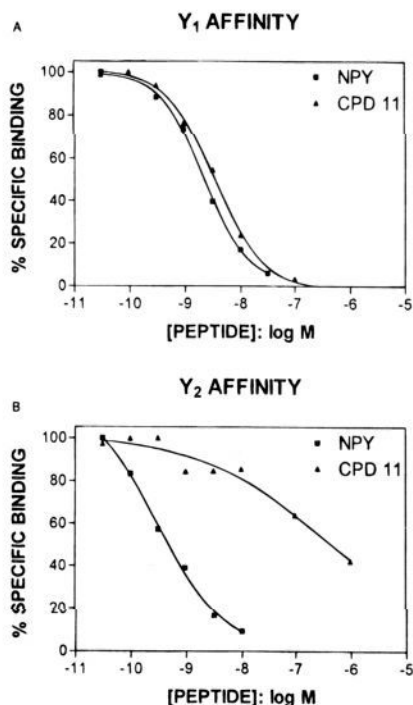 A
Y₁ AFFINITY
NPY
CPD 11
% SPECIFIC BINDING
100
80
60
40
20
0
-11 -10 -9 -8 -7 -6 -5
[PEPTIDE]: log M
B
Y₂ AFFINITY
NPY
CPD 11
% SPECIFIC BINDING
100
80
60
40
20
0
-11 -10 -9 -8 -7 -6 -5
[PEPTIDE]: log M